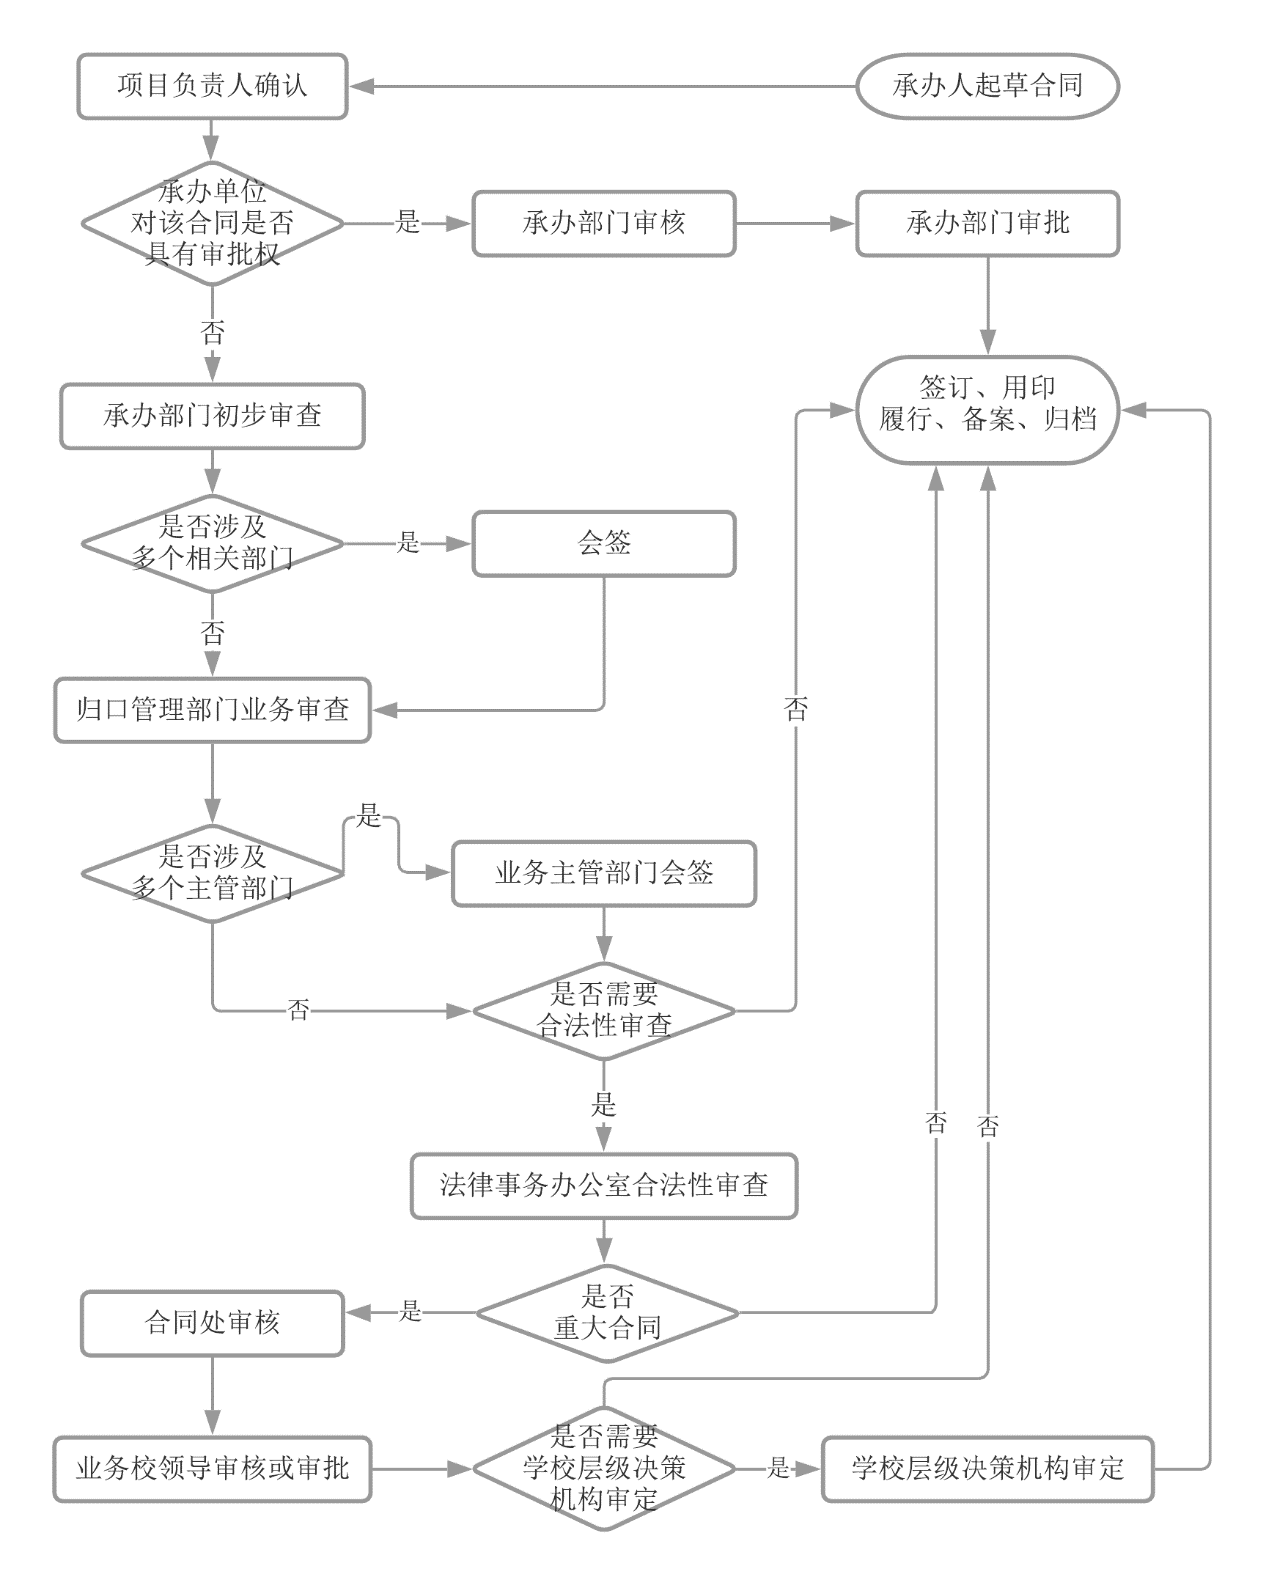 项目负责人确认
承办人起草合同
承办单位
对该合同是否
具有审批权
是
承办部门审核
承办部门审批
否
签订、用印
履行、备案、归档
承办部门初步审查
是否涉及
多个相关部门
是
会签
否
归口管理部门业务审查
否
是
是否涉及
多个主管部门
业务主管部门会签
否
是否需要
合法性审查
是
否
否
法律事务办公室合法性审查
是否
重大合同
是
合同处审核
业务校领导审核或审批
是否需要
学校层级决策
机构审定
是
学校层级决策机构审定